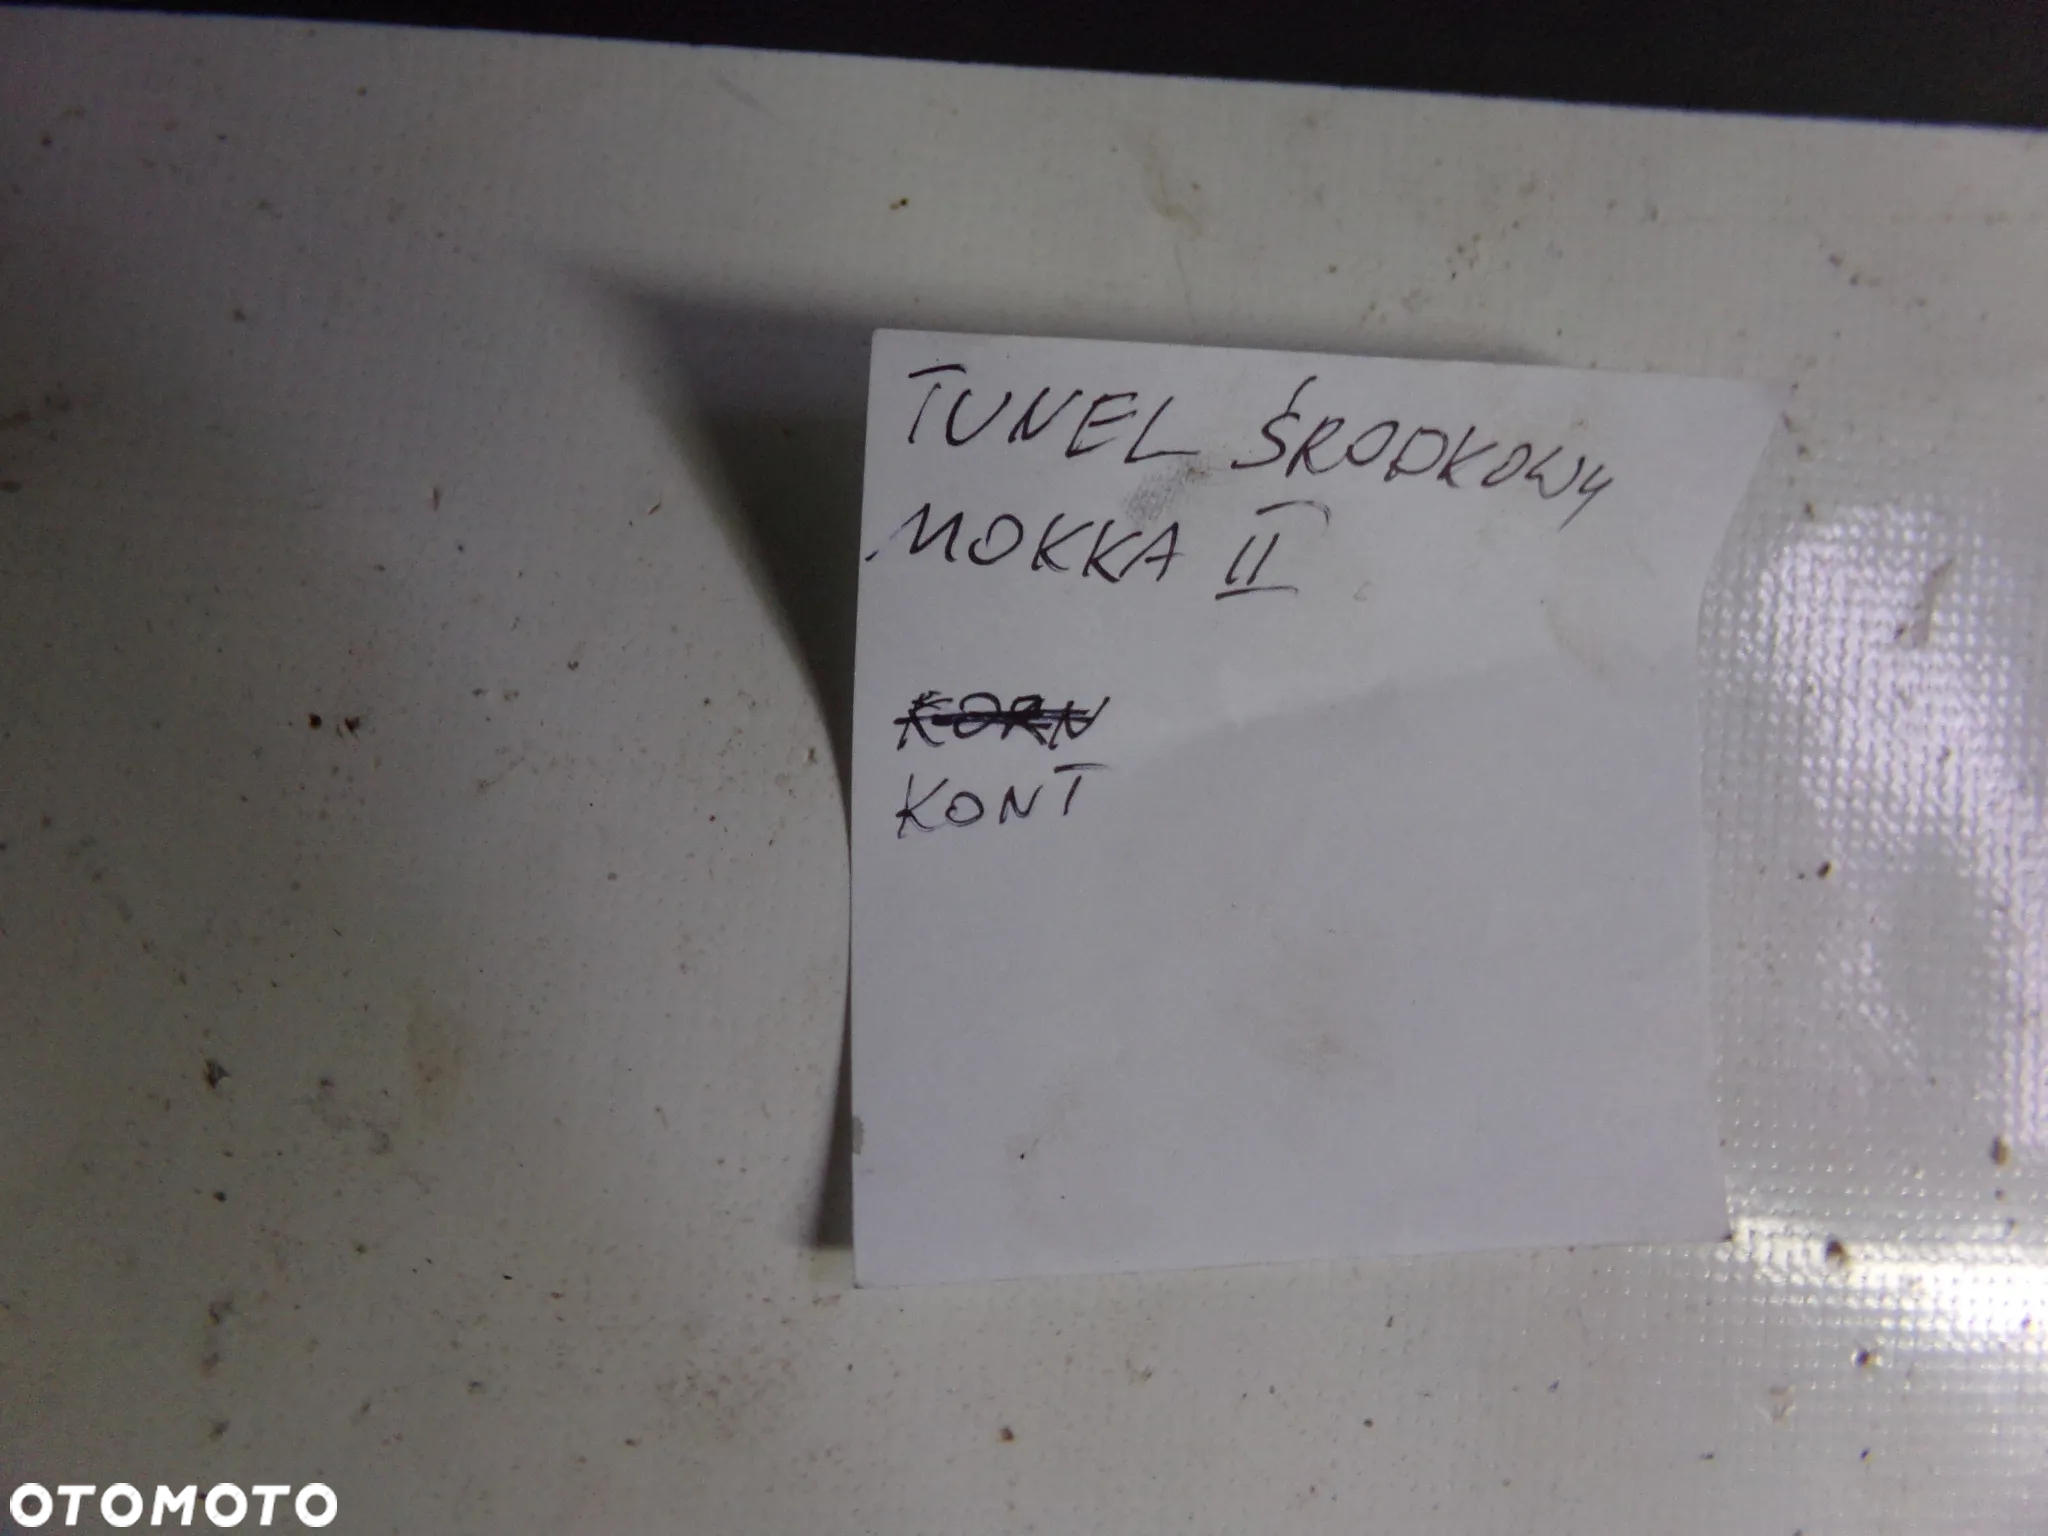 TUNEL ŚRODKOWY
MOKKA II
KORN
KONT
OTOMOTO